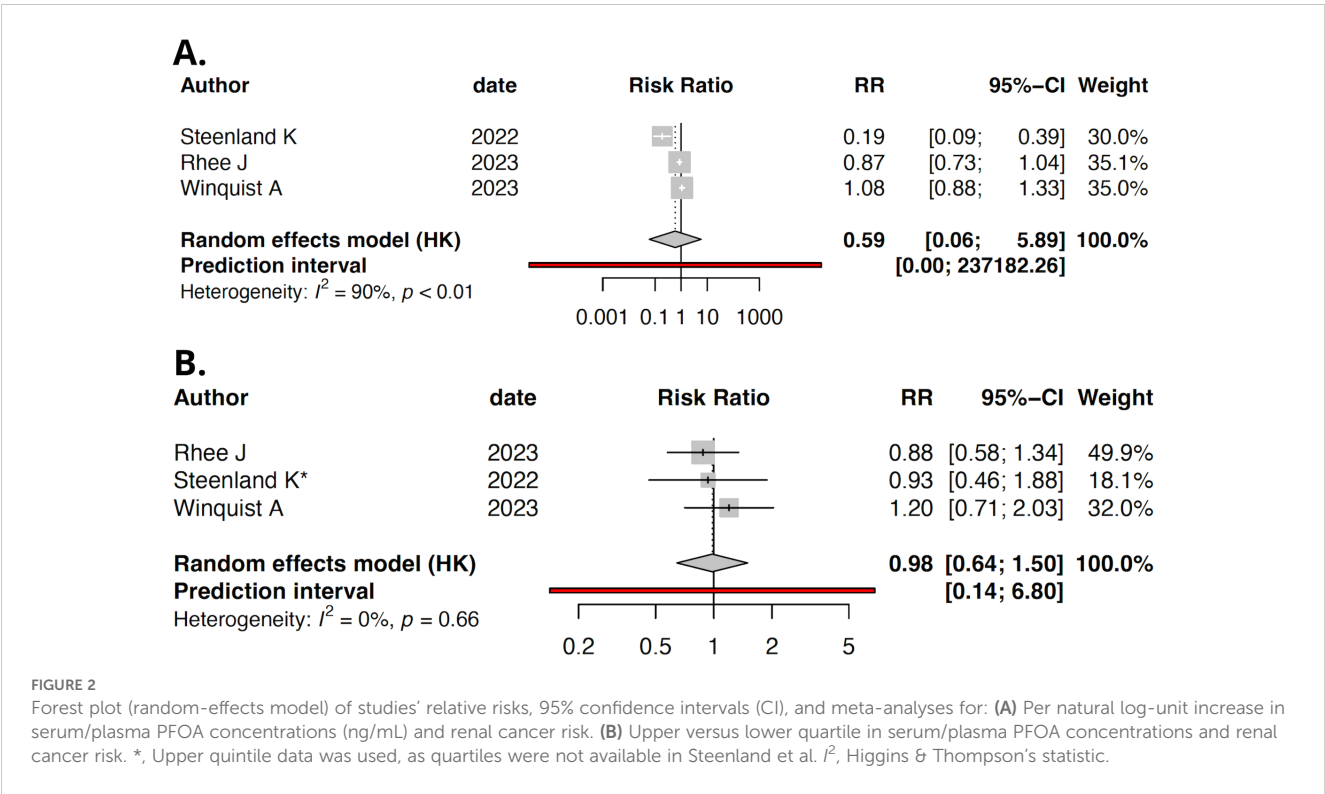 A.
Author date Risk Ratio RR 95%−CI Weight
Steenland K 2022 0.19 [0.09; 0.39] 30.0%
Rhee J 2023 0.87 [0.73; 1.04] 35.1%
Winquist A 2023 1.08 [0.88; 1.33] 35.0%
Random effects model (HK) 0.59 [0.06; 5.89] 100.0%
Prediction interval [0.00; 237182.26]
Heterogeneity: I² = 90%, p < 0.01
0.001 0.1 1 10 1000
B.
Author date Risk Ratio RR 95%−CI Weight
Rhee J 2023 0.88 [0.58; 1.34] 49.9%
Steenland K* 2022 0.93 [0.46; 1.88] 18.1%
Winquist A 2023 1.20 [0.71; 2.03] 32.0%
Random effects model (HK) 0.98 [0.64; 1.50] 100.0%
Prediction interval [0.14; 6.80]
Heterogeneity: I² = 0%, p = 0.66
0.2 0.5 1 2 5
FIGURE 2
Forest plot (random-effects model) of studies’ relative risks, 95% confidence intervals (CI), and meta-analyses for: (A) Per natural log-unit increase in
serum/plasma PFOA concentrations (ng/mL) and renal cancer risk. (B) Upper versus lower quartile in serum/plasma PFOA concentrations and renal
cancer risk. *, Upper quintile data was used, as quartiles were not available in Steenland et al. I², Higgins & Thompson’s statistic.